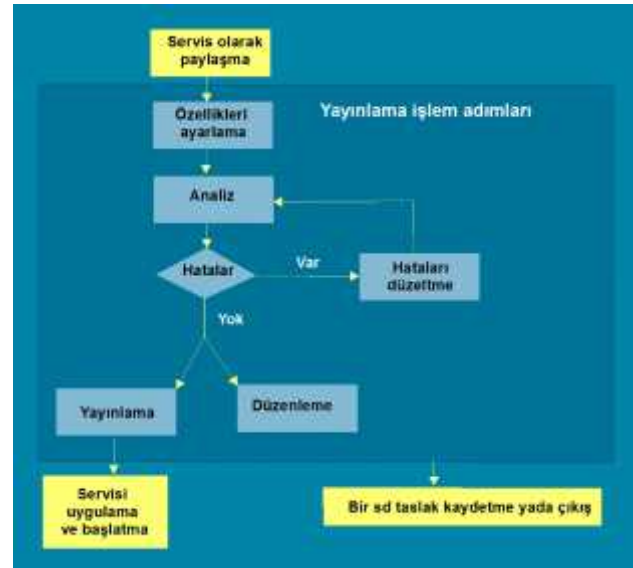 Servis olarak
paylaşma
Yayınlama işlem adımları
Özellikleri
ayarlama
Analiz
Hatalar
Var
Hataları
düzeltme
Yok
Yayınlama
Düzenleme
Servisi
uygulama
ve başlatma
Bir sd taslak kaydetme yada çıkış